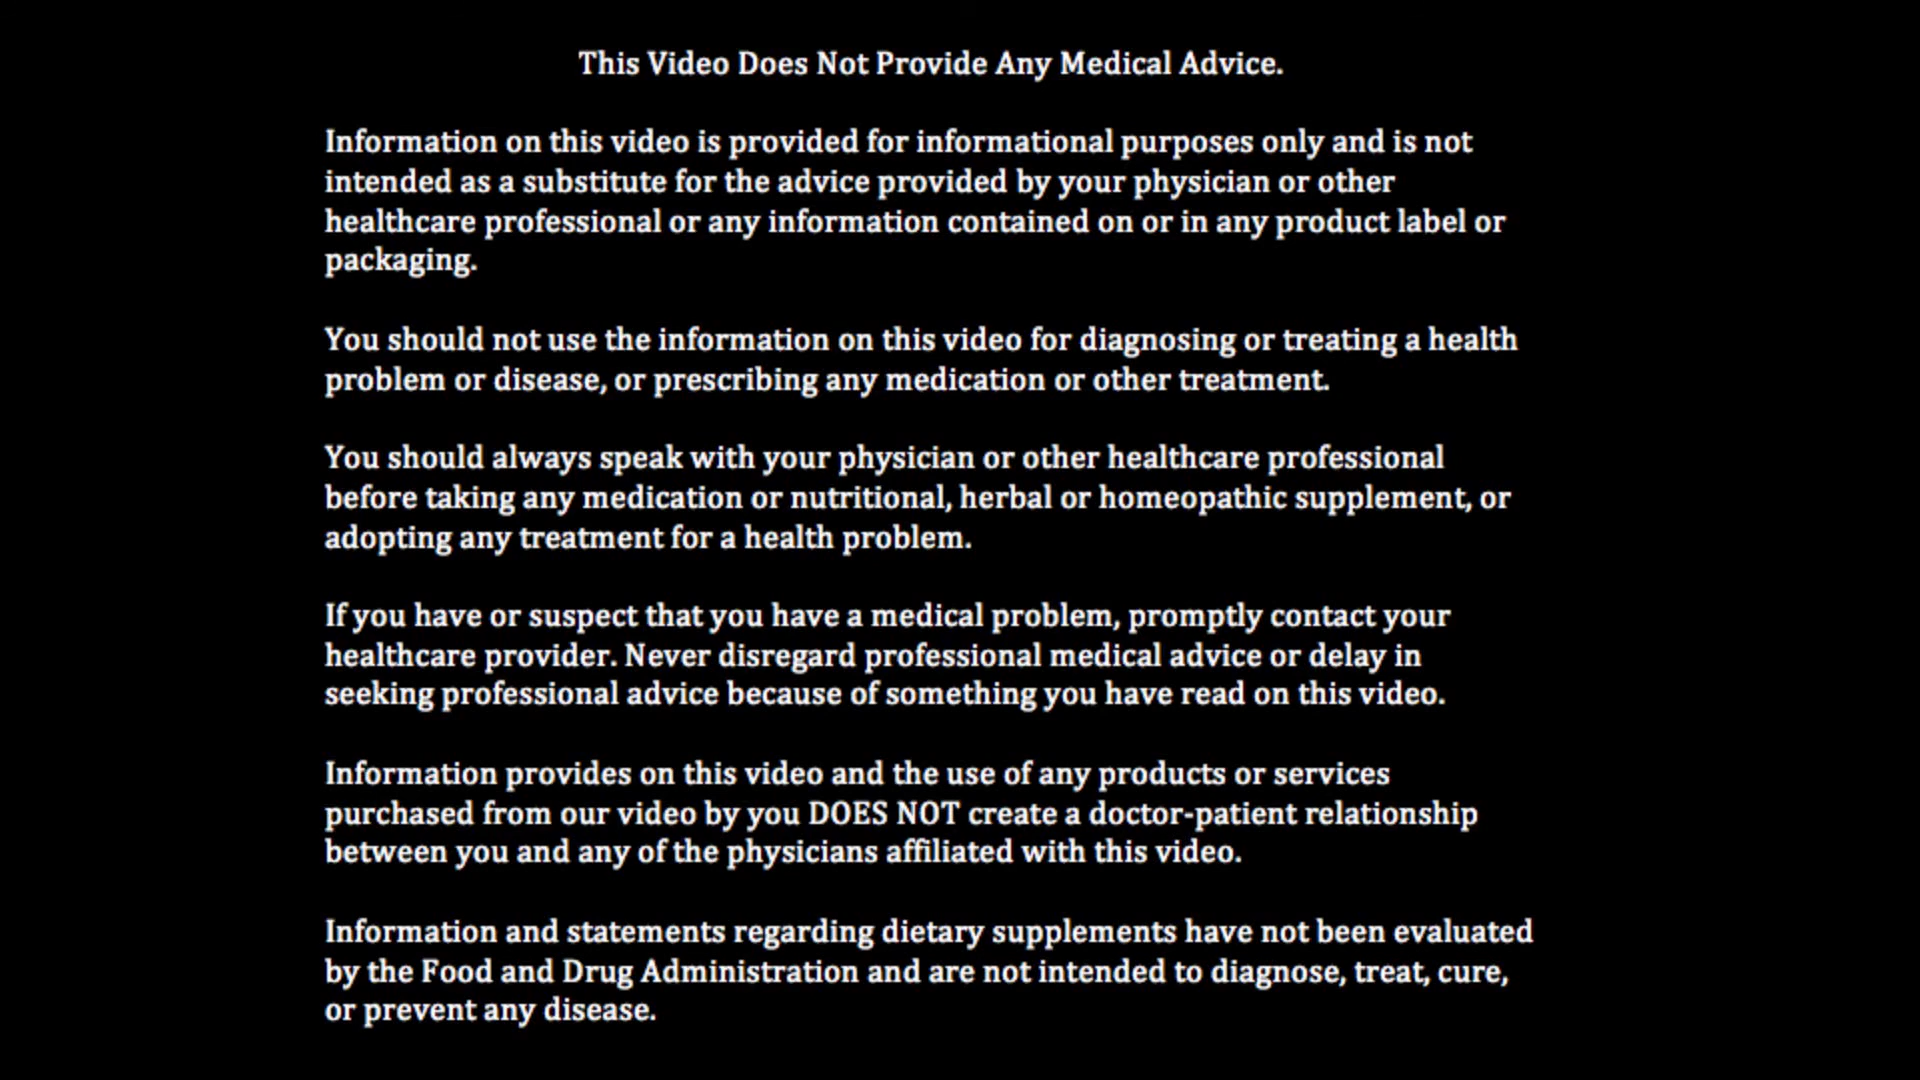 This Video Does Not Provide Any Medical Advice.
Information on this video is provided for informational purposes only and is not
intended as a substitute for the advice provided by your physician or other
healthcare professional or any information contained on or in any product label or
packaging.
You should not use the information on this video for diagnosing or treating a health
problem or disease, or prescribing any medication or other treatment.
You should always speak with your physician or other healthcare professional
before taking any medication or nutritional, herbal or homeopathic supplement, or
adopting any treatment for a health problem.
If you have or suspect that you have a medical problem, promptly contact your
healthcare provider. Never disregard professional medical advice or delay in
seeking professional advice because of something you have read on this video.
Information provides on this video and the use of any products or services
purchased from our video by you DOES NOT create a doctor-patient relationship
between you and any of the physicians affiliated with this video.
Information and statements regarding dietary supplements have not been evaluated
by the Food and Drug Administration and are not intended to diagnose, treat, cure,
or prevent any disease.